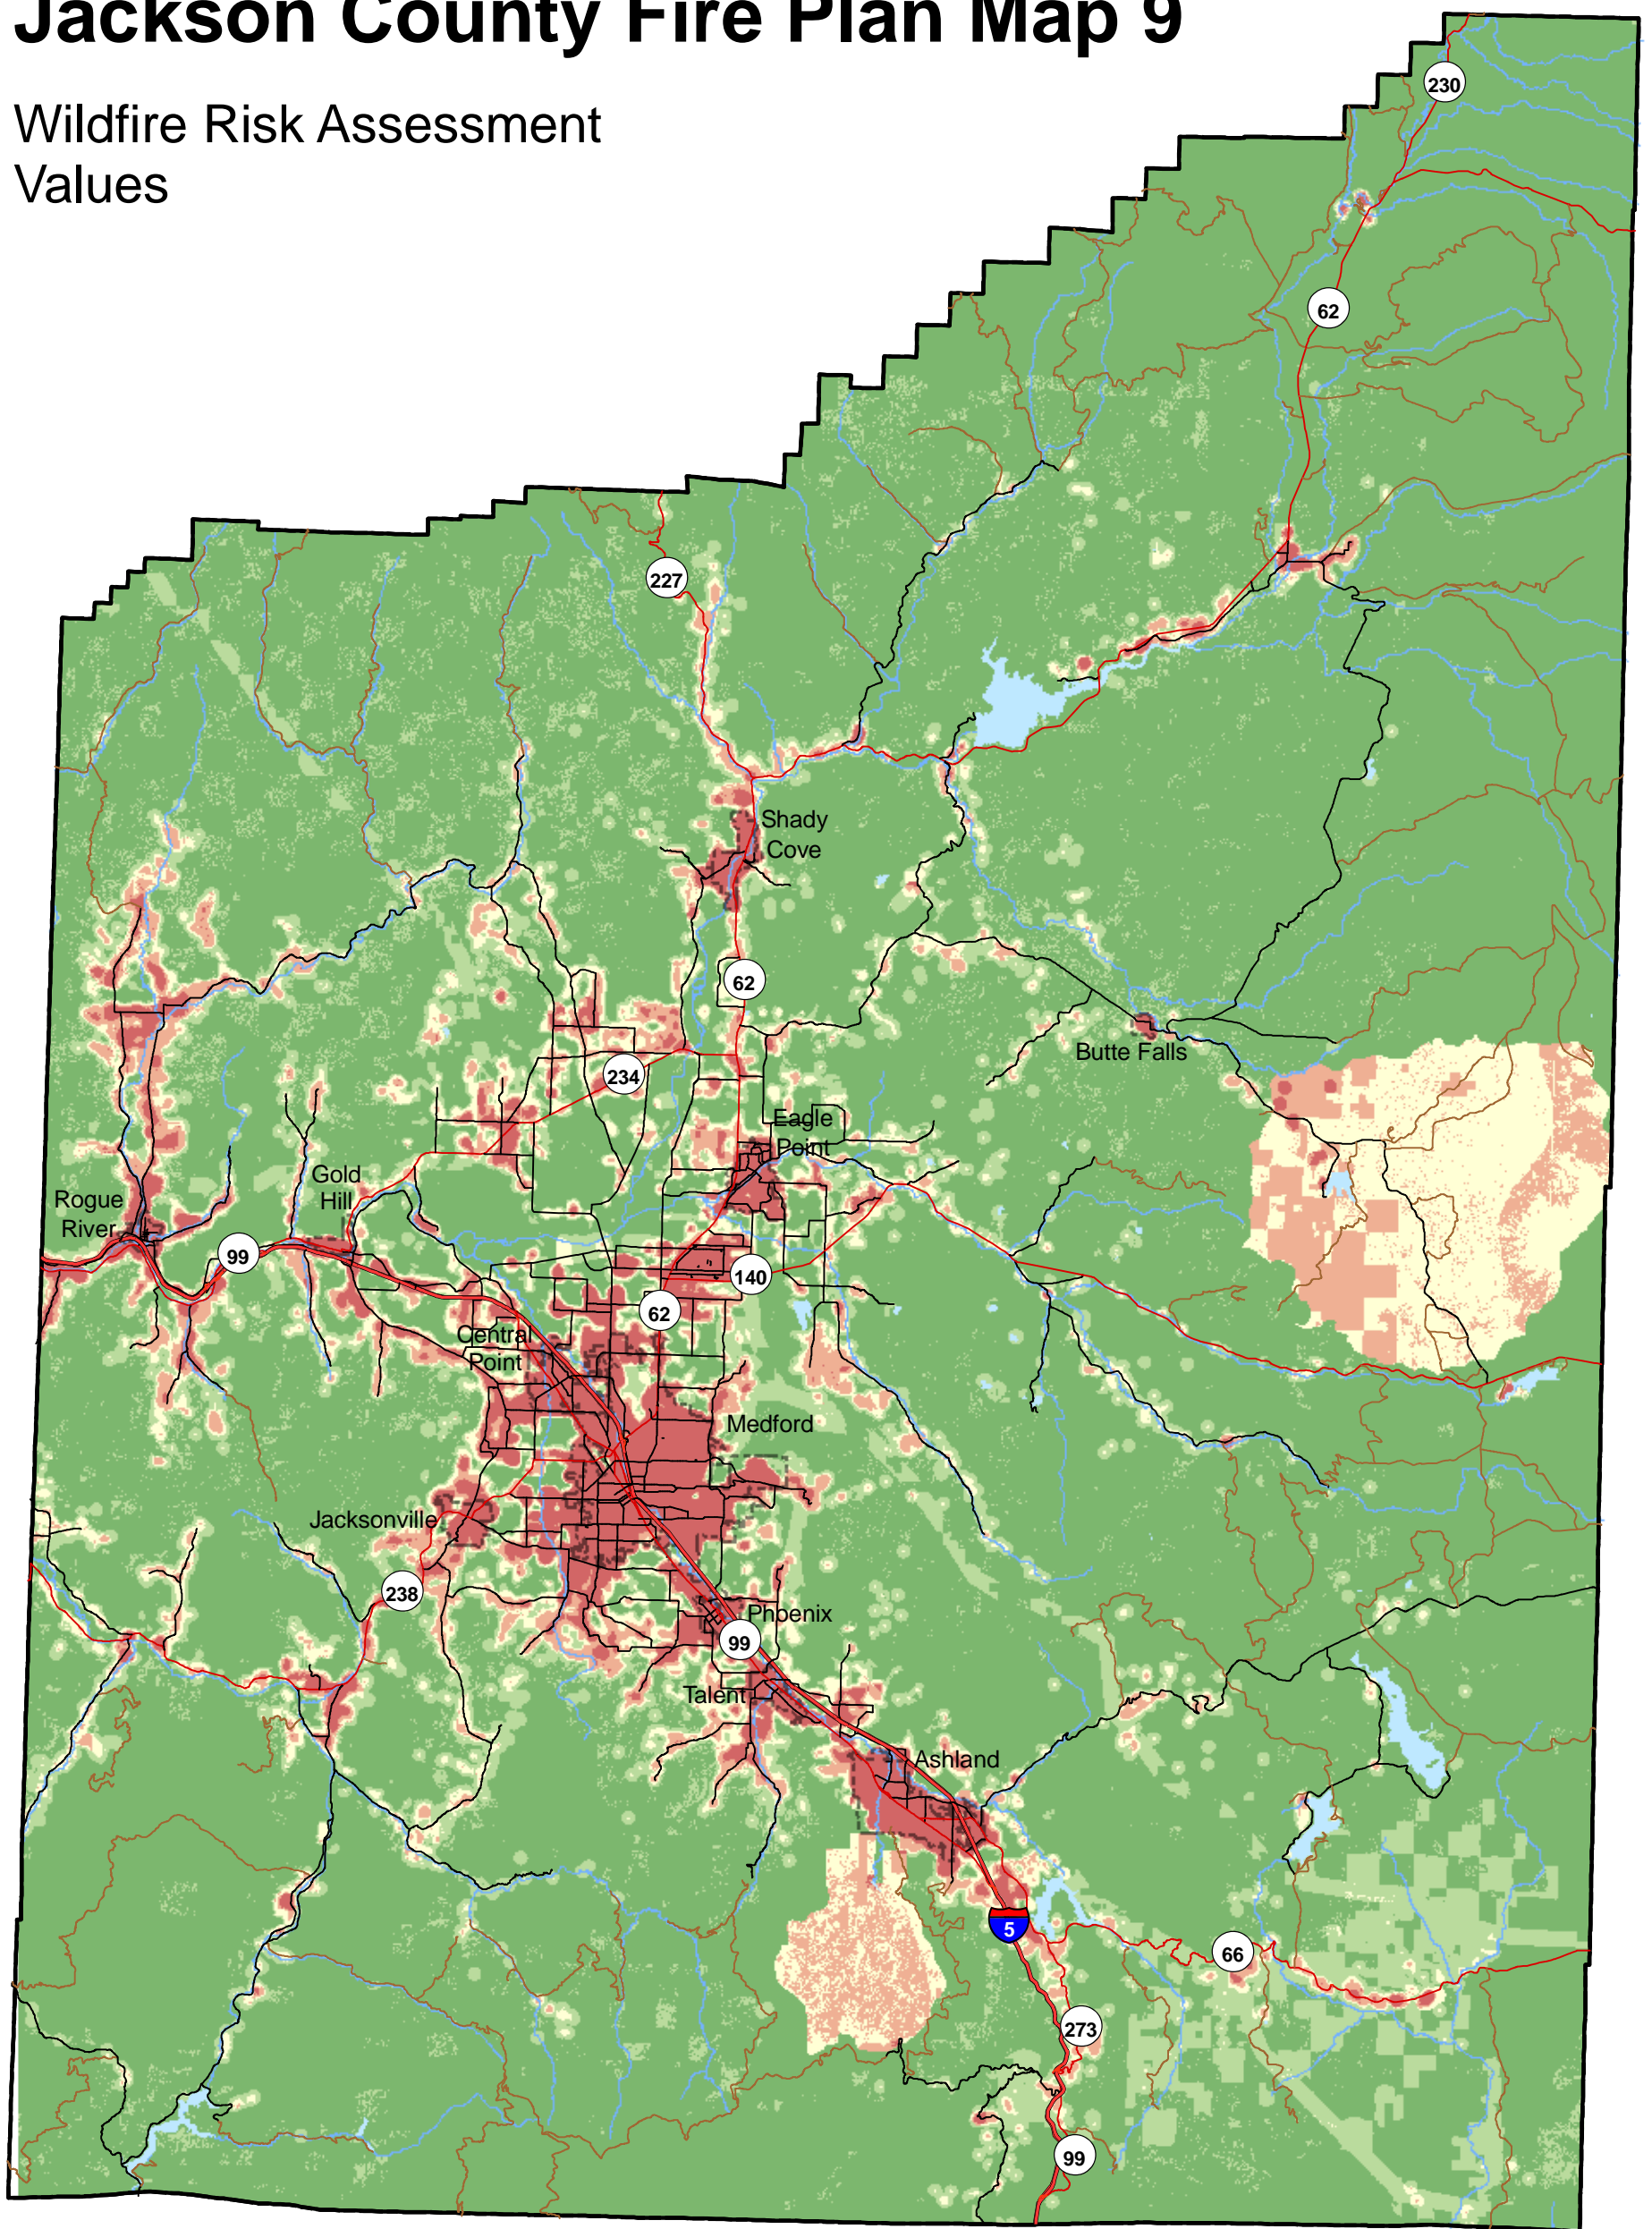 Jackson County Fire Plan Map 9
Wildfire Risk Assessment
Values
230
62
227
Shady
Cove
62
Butte Falls
234
Eagle
Point
Gold
Hill
Rogue
River
99
140
62
Central
Point
Medford
Jacksonville
238
Phoenix
99
Talent
Ashland
5
66
273
99